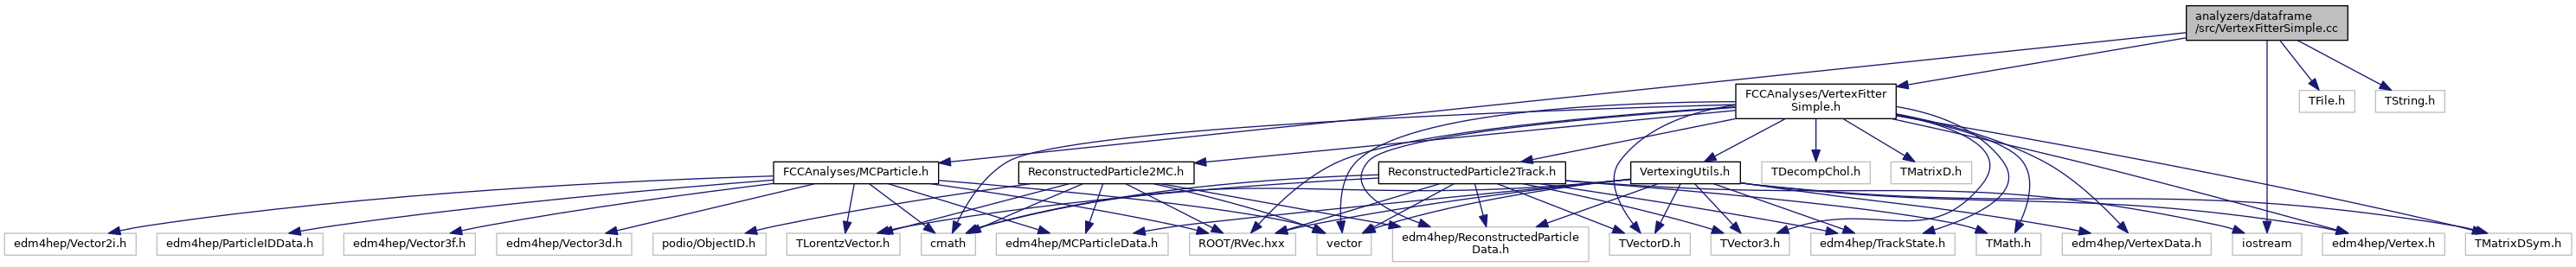 analyzers/dataframe
/src/VertexFitterSimple.cc
FCCAnalyses/VertexFitter
Simple.h
TFile.h
TString.h
FCCAnalyses/MCParticle.h
ReconstructedParticle2MC.h
ReconstructedParticle2Track.h
VertexingUtils.h
TDecompChol.h
TMatrixD.h
edm4hep/Vector2i.h
edm4hep/ParticleIDData.h
edm4hep/Vector3f.h
edm4hep/Vector3d.h
podio/ObjectID.h
TLorentzVector.h
cmath
edm4hep/MCParticleData.h
ROOT/RVec.hxx
vector
edm4hep/ReconstructedParticle
Data.h
TVectorD.h
TVector3.h
edm4hep/TrackState.h
TMath.h
edm4hep/VertexData.h
iostream
edm4hep/Vertex.h
TMatrixDSym.h